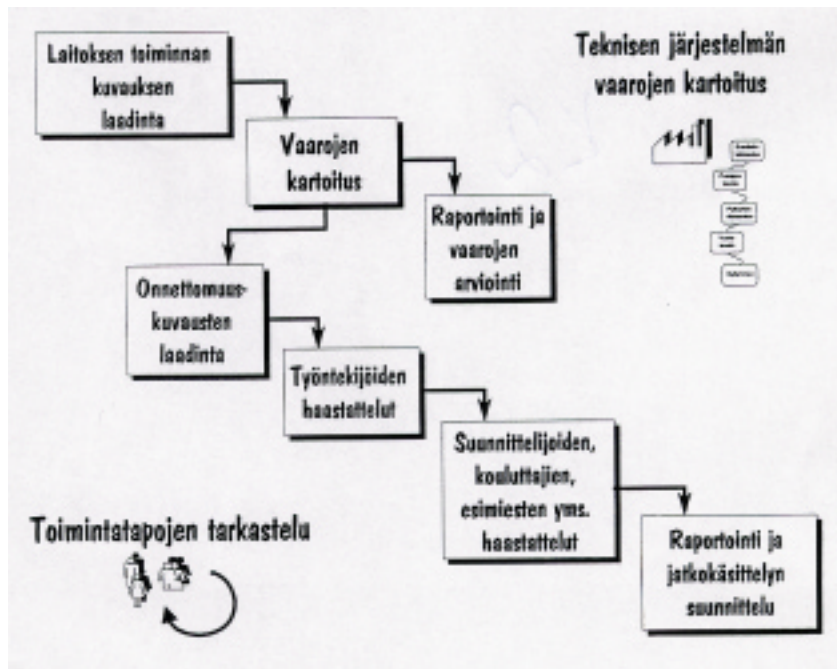 Laitoksen toiminnan
kuvauksen
laadinta
Teknisen järjestelmän
vaarojen kartoitus
Vaarojen
kartoitus
Raportointi ja
vaarojen
arviointi
Onnettomuus-
kuvausten
laadinta
Työntekijöiden
haastattelut
Suunnittelijoiden,
kouluttajien,
esimiesten yms.
haastattelut
Toimintatapojen tarkastelu
Raportointi ja
jatkokäsittelyn
suunnittelu